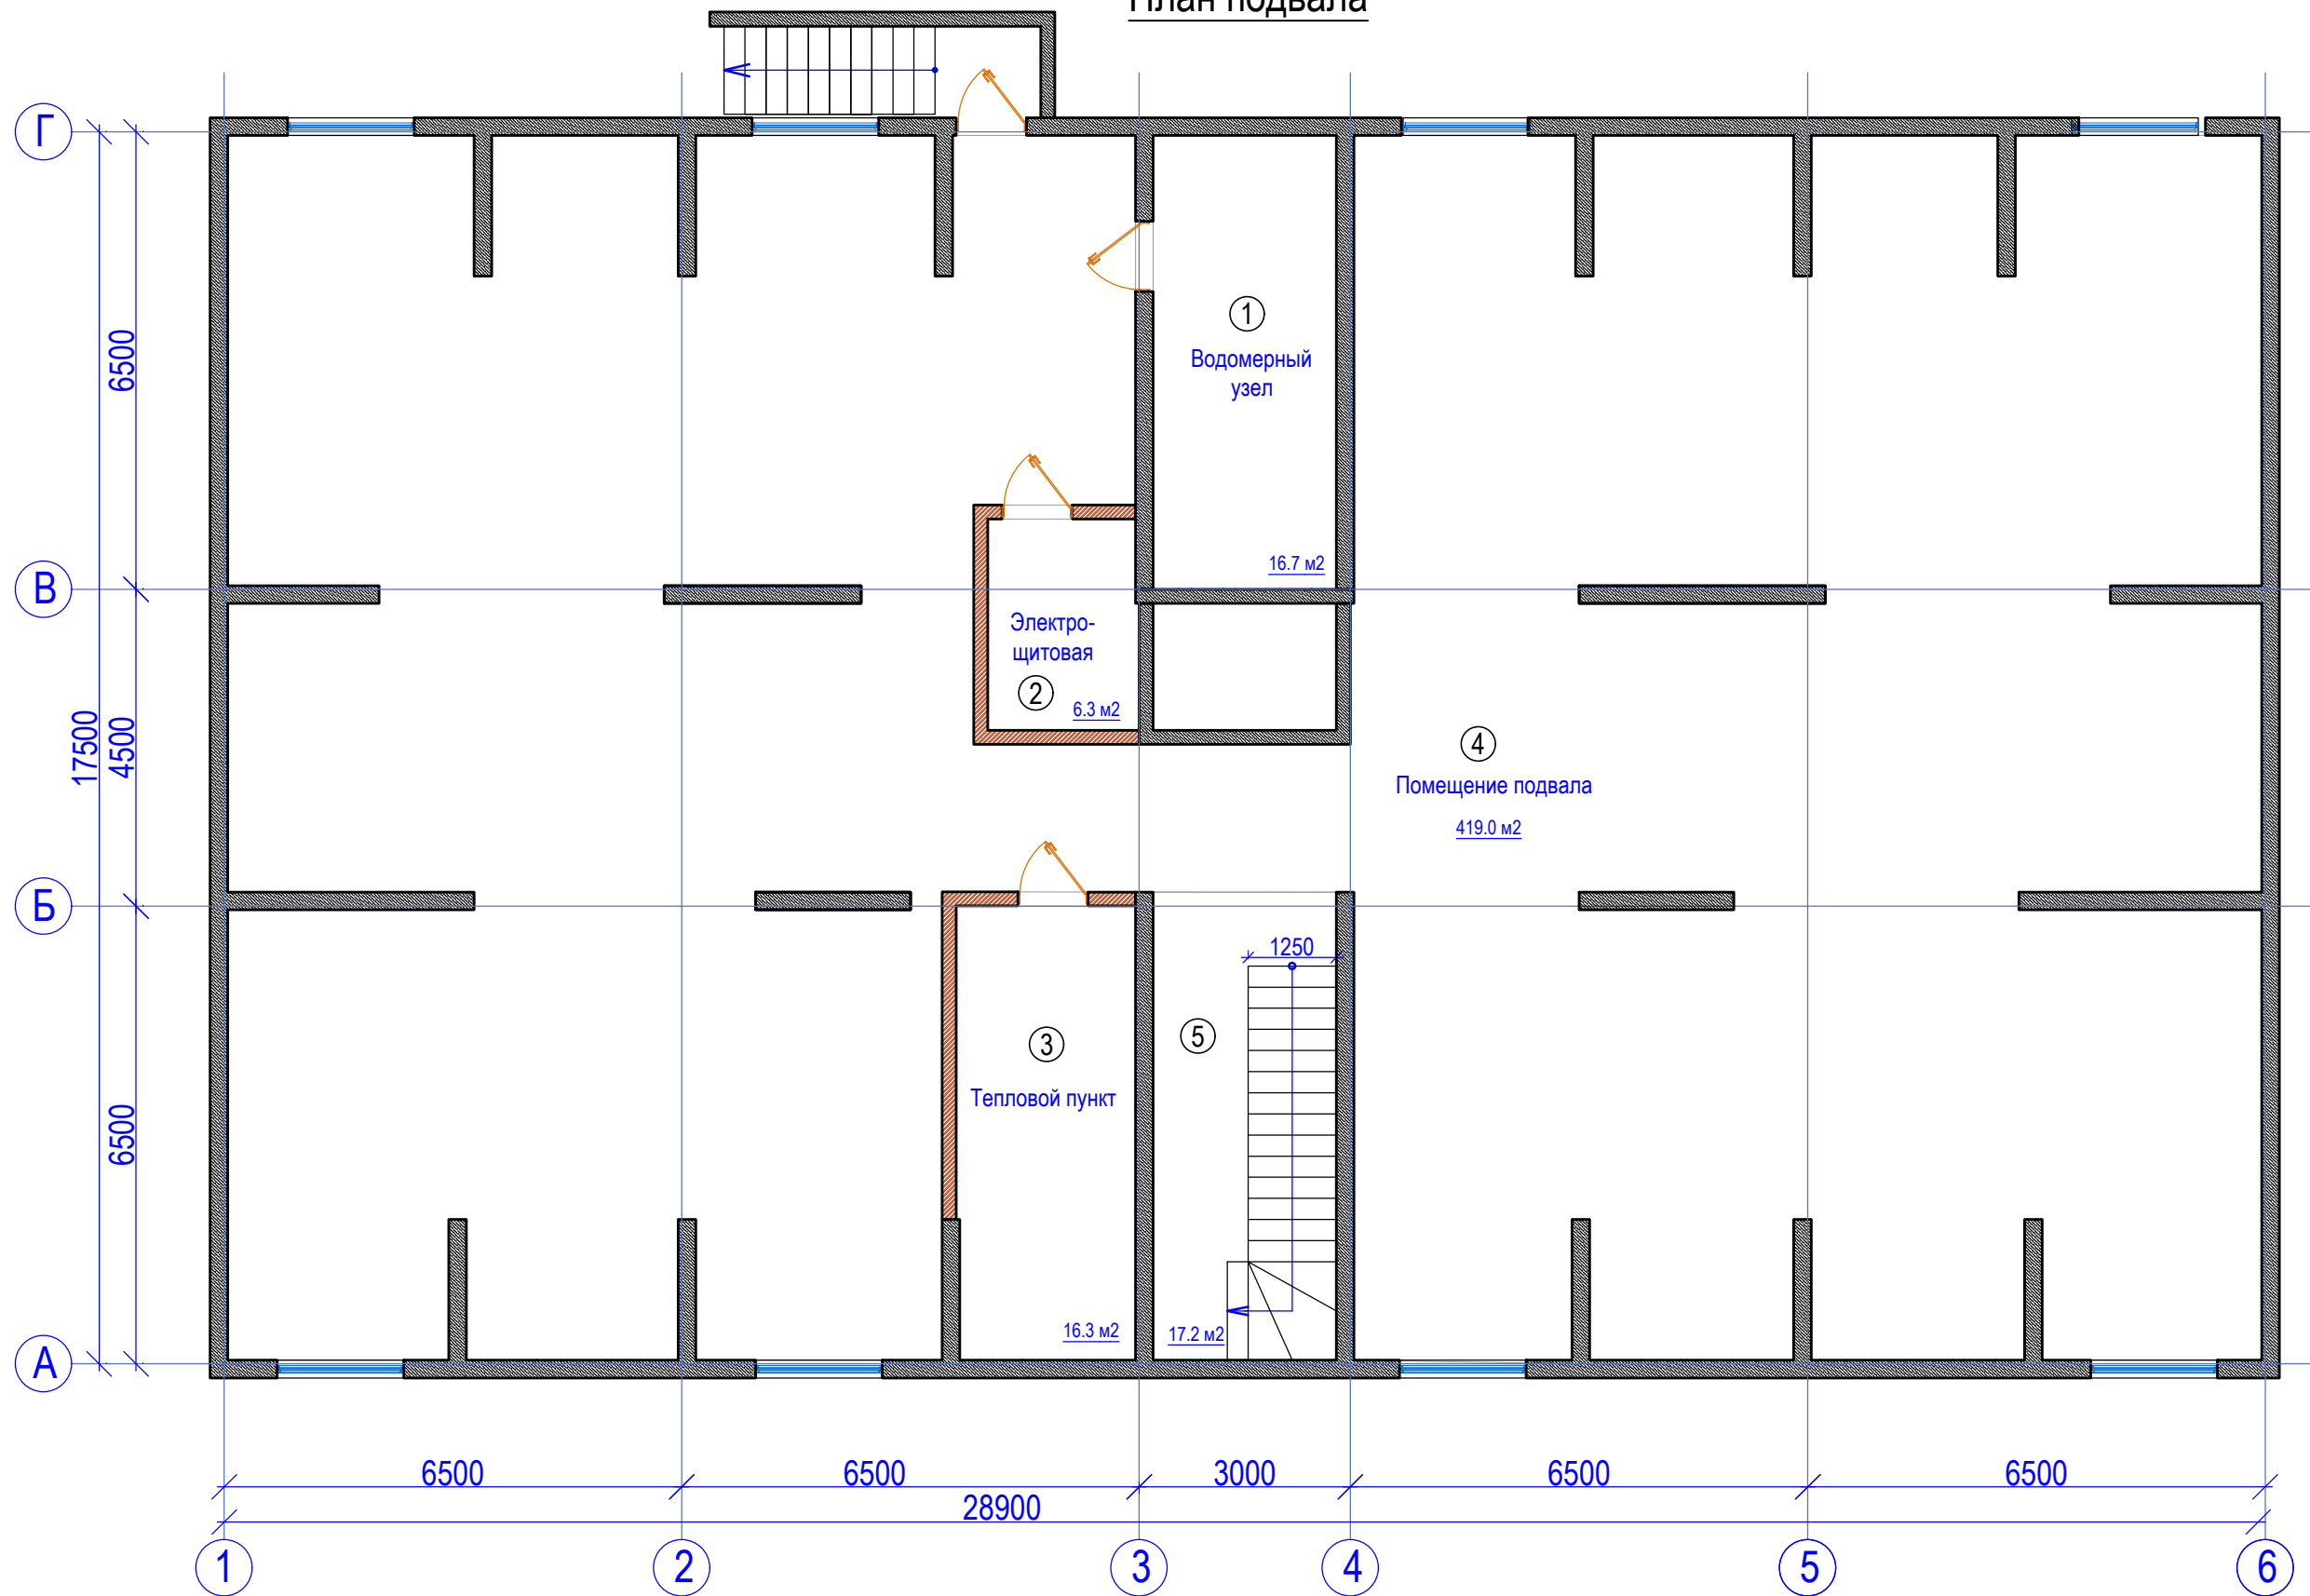 План подвала
Г
6500
1
Водомерный
узел
16.7 м2
В
Электро-
щитовая
2
6.3 м2
17500
4500
4
Помещение подвала
419.0 м2
Б
1250
3
5
Тепловой пункт
6500
16.3 м2
17.2 м2
А
6500
6500
3000
6500
6500
28900
1
2
3
4
5
6